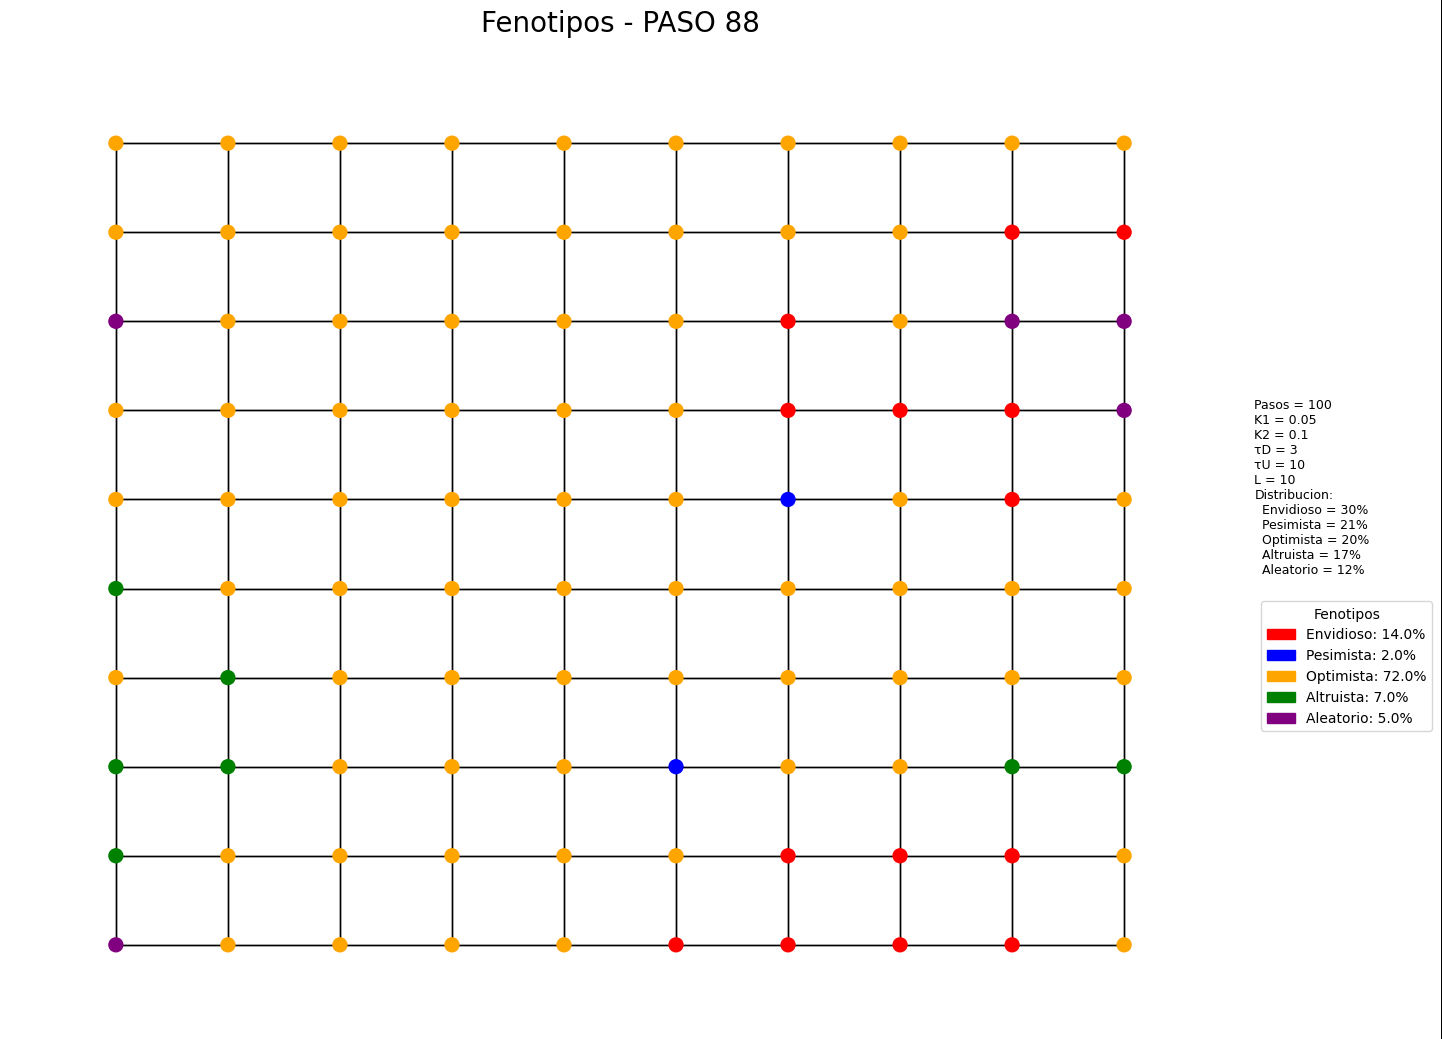 Fenotipos - PASO 88
Pasos = 100
K1 = 0.05
K2 = 0.1
τD = 3
τU = 10
L = 10
Distribucion:
Envidioso = 30%
Pesimista = 21%
Optimista = 20%
Altruista = 17%
Aleatorio = 12%
Fenotipos
Envidioso: 14.0%
Pesimista: 2.0%
Optimista: 72.0%
Altruista: 7.0%
Aleatorio: 5.0%